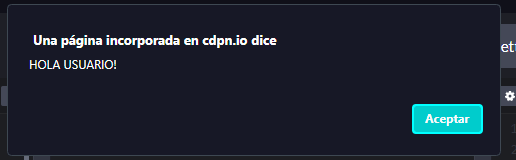 Una página incorporada en cdpn.io dice
HOLA USUARIO!
Aceptar